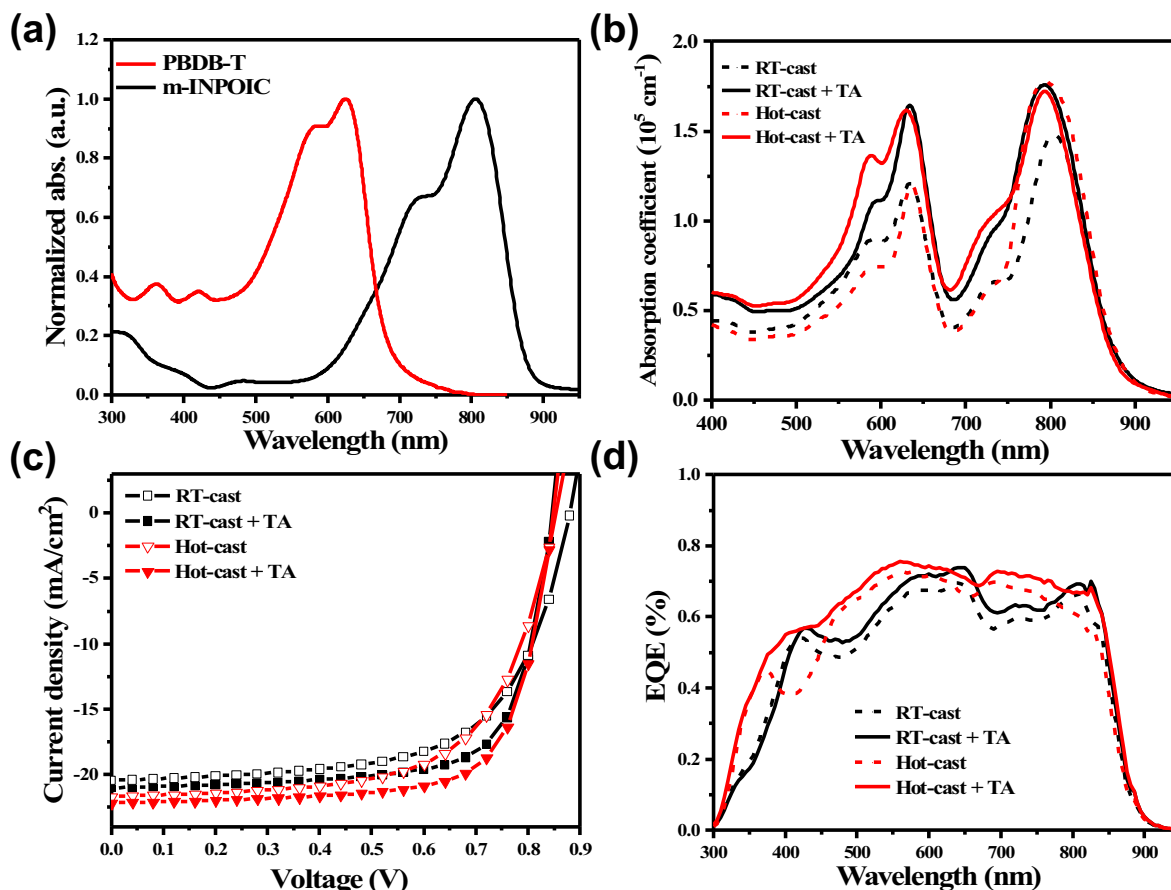 (a)
1.2
1.0
0.8
0.6
0.4
0.2
0.0
Normalized abs. (a.u.)
PBDB-T
m-INPOIC
300 400 500 600 700 800 900
Wavelength (nm)
(b)
2.0
1.5
1.0
0.5
0.0
Absorption coefficient (10⁵ cm⁻¹)
RT-cast
RT-cast + TA
Hot-cast
Hot-cast + TA
400 500 600 700 800 900
Wavelength (nm)
(c)
0
-5
-10
-15
-20
Current density (mA/cm²)
RT-cast
RT-cast + TA
Hot-cast
Hot-cast + TA
0.0 0.1 0.2 0.3 0.4 0.5 0.6 0.7 0.8 0.9
Voltage (V)
(d)
1.0
0.8
0.6
0.4
0.2
0.0
EQE (%)
RT-cast
RT-cast + TA
Hot-cast
Hot-cast + TA
300 400 500 600 700 800 900
Wavelength (nm)